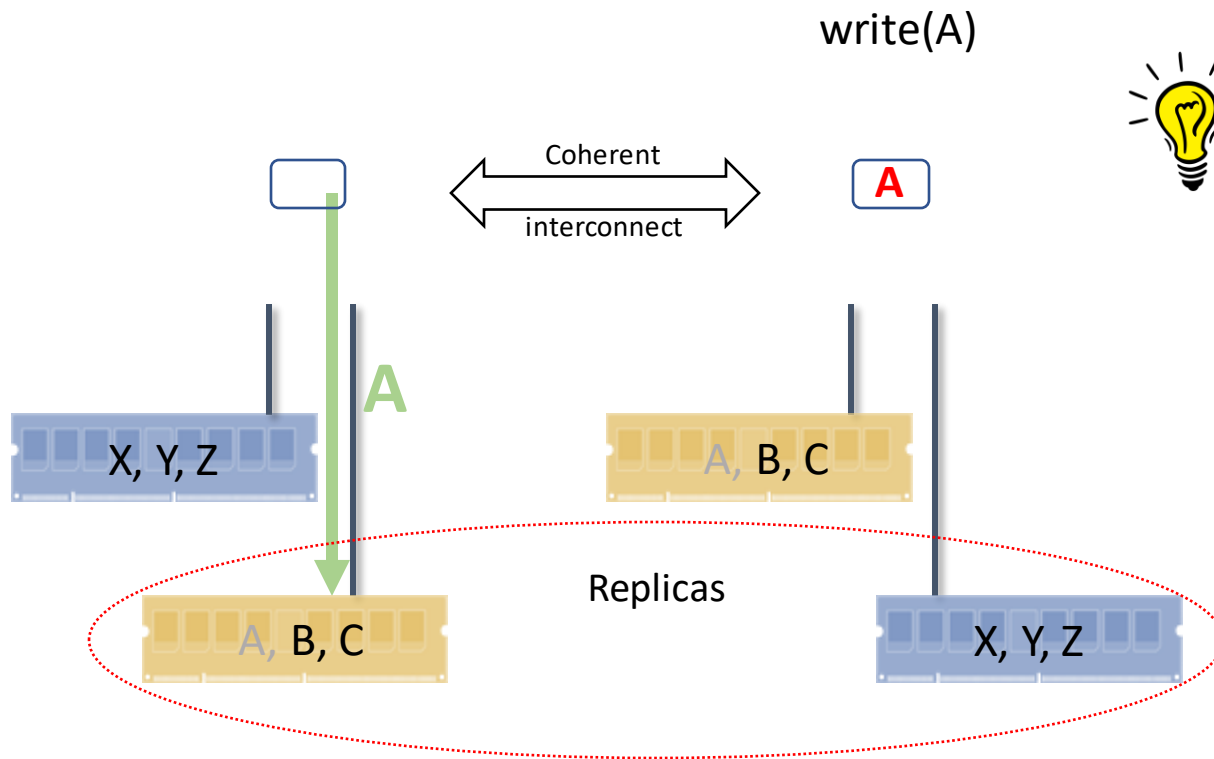 write(A)
Coherent
interconnect
A
A
X, Y, Z
A, B, C
Replicas
A, B, C
X, Y, Z